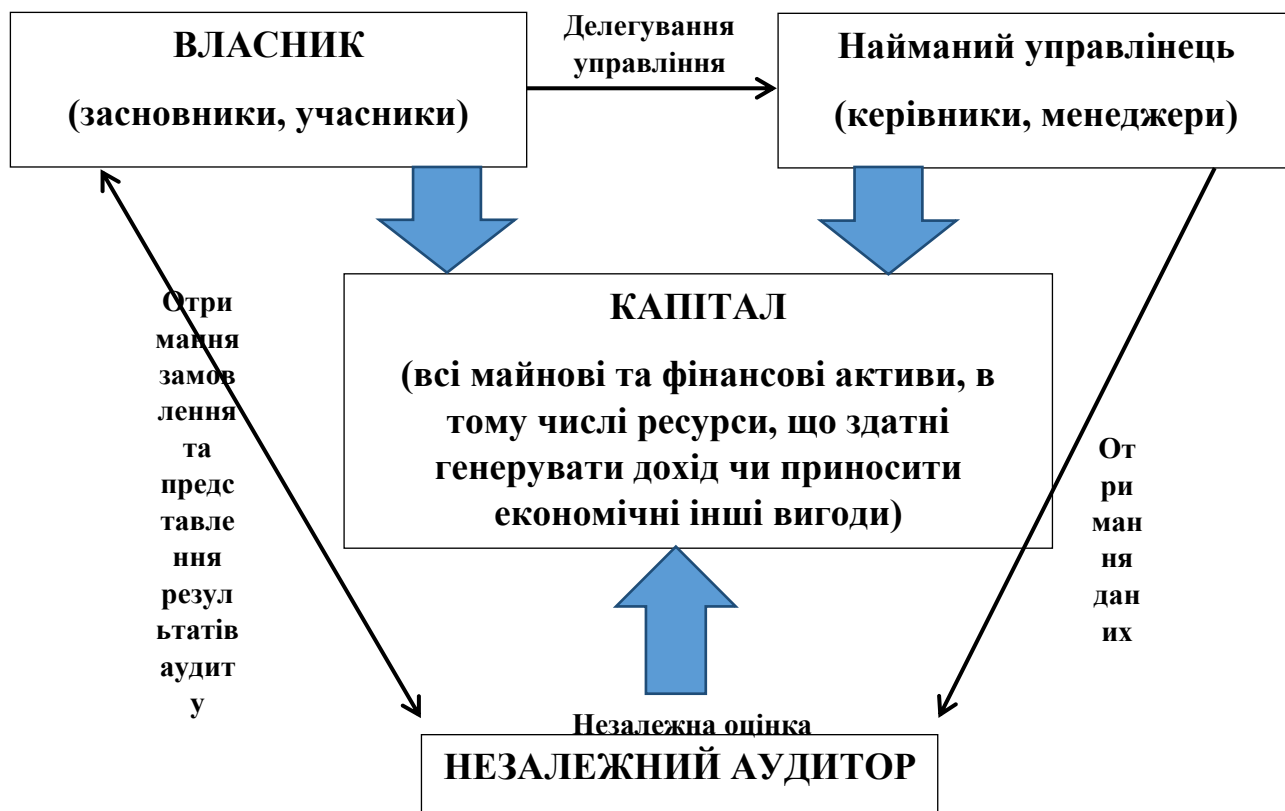 ВЛАСНИК
(засновники, учасники)
Делегування
управління
Найманий управлінець
(керівники, менеджери)
Отри
мання
замов
лення
та
предс
тавле
ння
резул
ьтатів
аудит
у
КАПІТАЛ
(всі майнові та фінансові активи, в
тому числі ресурси, що здатні
генерувати дохід чи приносити
економічні інші вигоди)
От
ри
ман
ня
дан
их
Незалежна оцінка
НЕЗАЛЕЖНИЙ АУДИТОР